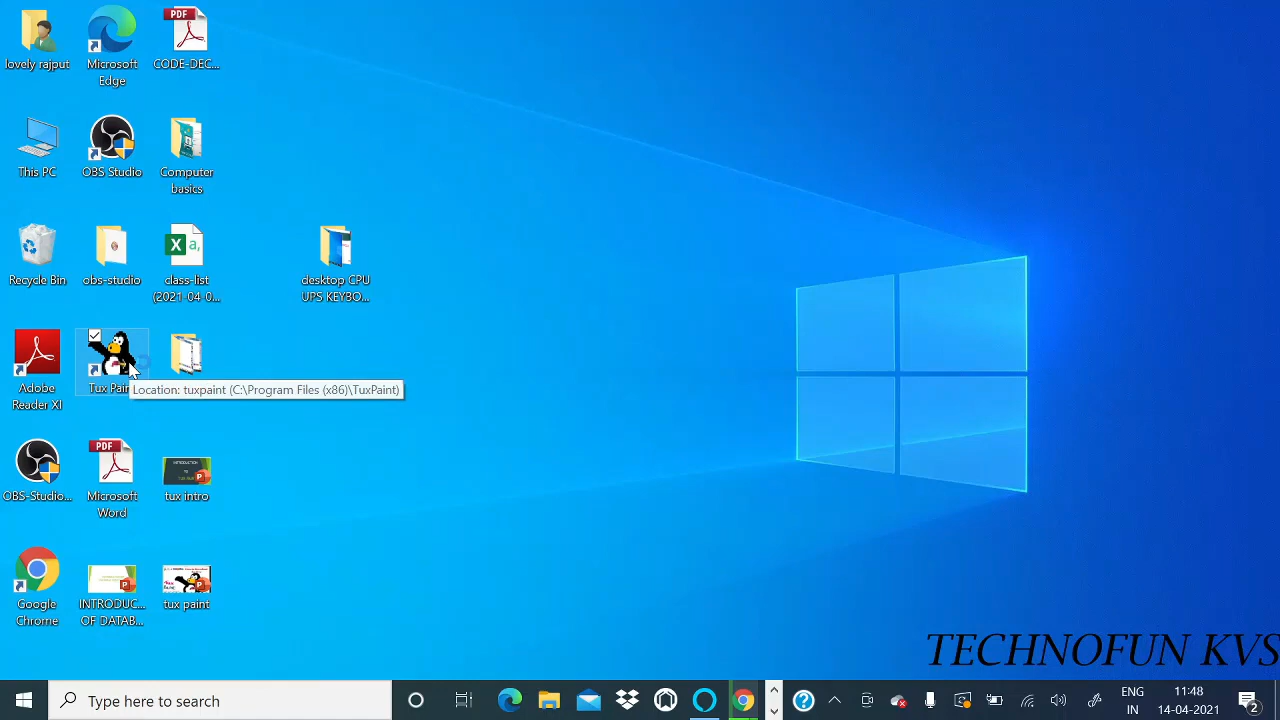 lovely rajput
Microsoft
Edge
PDF
CODE-DEC...
This PC
OBS Studio
Computer
basics
Recycle Bin
obs-studio
class-list
(2021-04-0...
desktop CPU
UPS KEYBO...
Adobe
Reader XI
Tux Pain
Location: tuxpaint (C:\Program Files (x86)\TuxPaint)
OBS-Studio...
PDF
Microsoft
Word
tux intro
Google
Chrome
INTRODUC...
OF DATAB...
tux paint
TECHNOFUN KVS
Type here to search
ENG
IN
11:48
14-04-2021
2